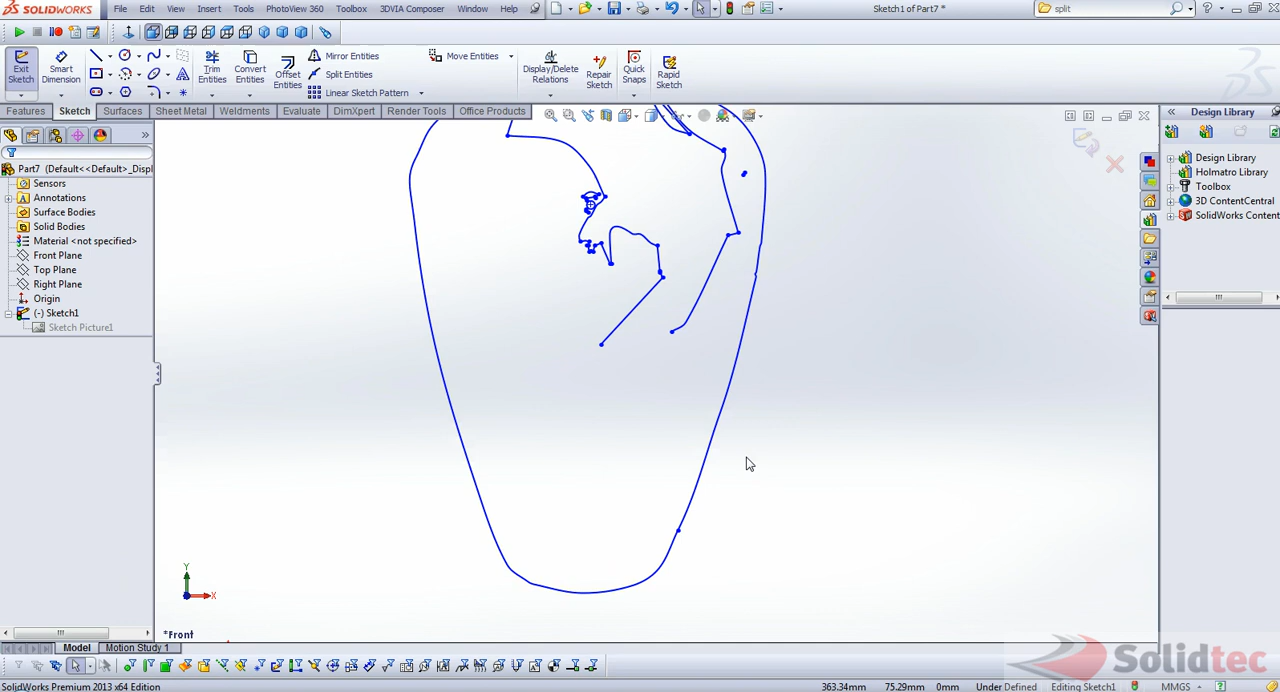 SOLIDWORKS File Edit View Insert Tools PhotoView 360 Toolbox 3DVIA Composer Window Help Sketch1 of Part7 * split
Exit Sketch
Smart Dimension
Trim Entities
Convert Entities
Offset Entities
Mirror Entities
Split Entities
Linear Sketch Pattern
Move Entities
Display/Delete Relations
Repair Sketch
Quick Snaps
Rapid Sketch
Features Sketch Surfaces Sheet Metal Weldments Evaluate DimXpert Render Tools Office Products
Design Library
Part7 (Default<<Default>_Displ
Sensors
Annotations
Surface Bodies
Solid Bodies
Material <not specified>
Front Plane
Top Plane
Right Plane
Origin
(-) Sketch1
Sketch Picture1
Design Library
Holmatro Library
Toolbox
3D ContentCentral
SolidWorks Content
Y
X
*Front
Model Motion Study 1
Solidtec
SolidWorks Premium 2013 x64 Edition 363.34mm 75.29mm 0mm Under Defined Editing Sketch1 MMGS